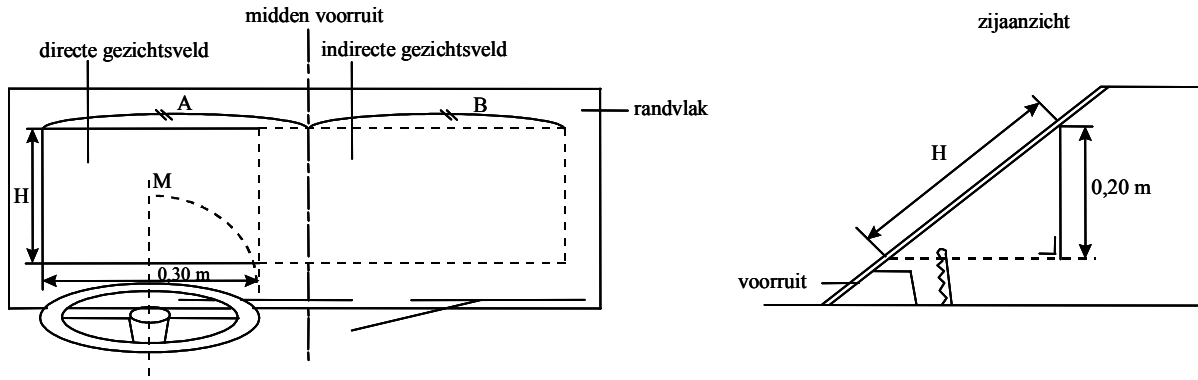 midden voorruit
directe gezichtsveld
indirecte gezichtsveld
A
B
randvlak
H
M
0,30 m
zijaanzicht
H
0,20 m
voorruit